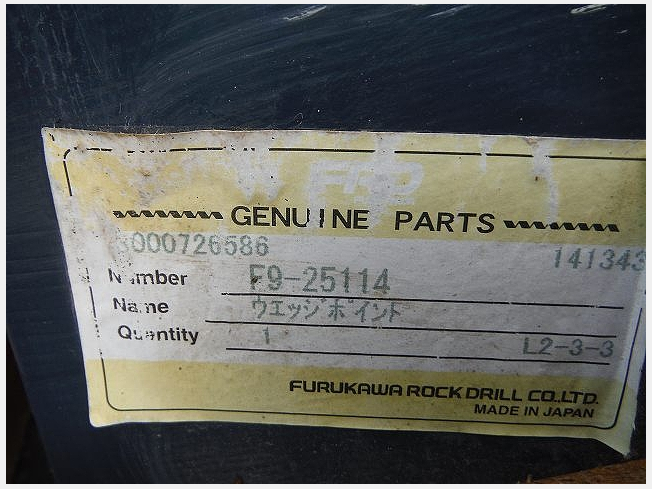 FRD
GENUINE PARTS
3000726586 141343
Number F9-25114
Name ウエッジポイント
Quantity 1 L2-3-3
FURUKAWA ROCK DRILL CO.,LTD.
MADE IN JAPAN